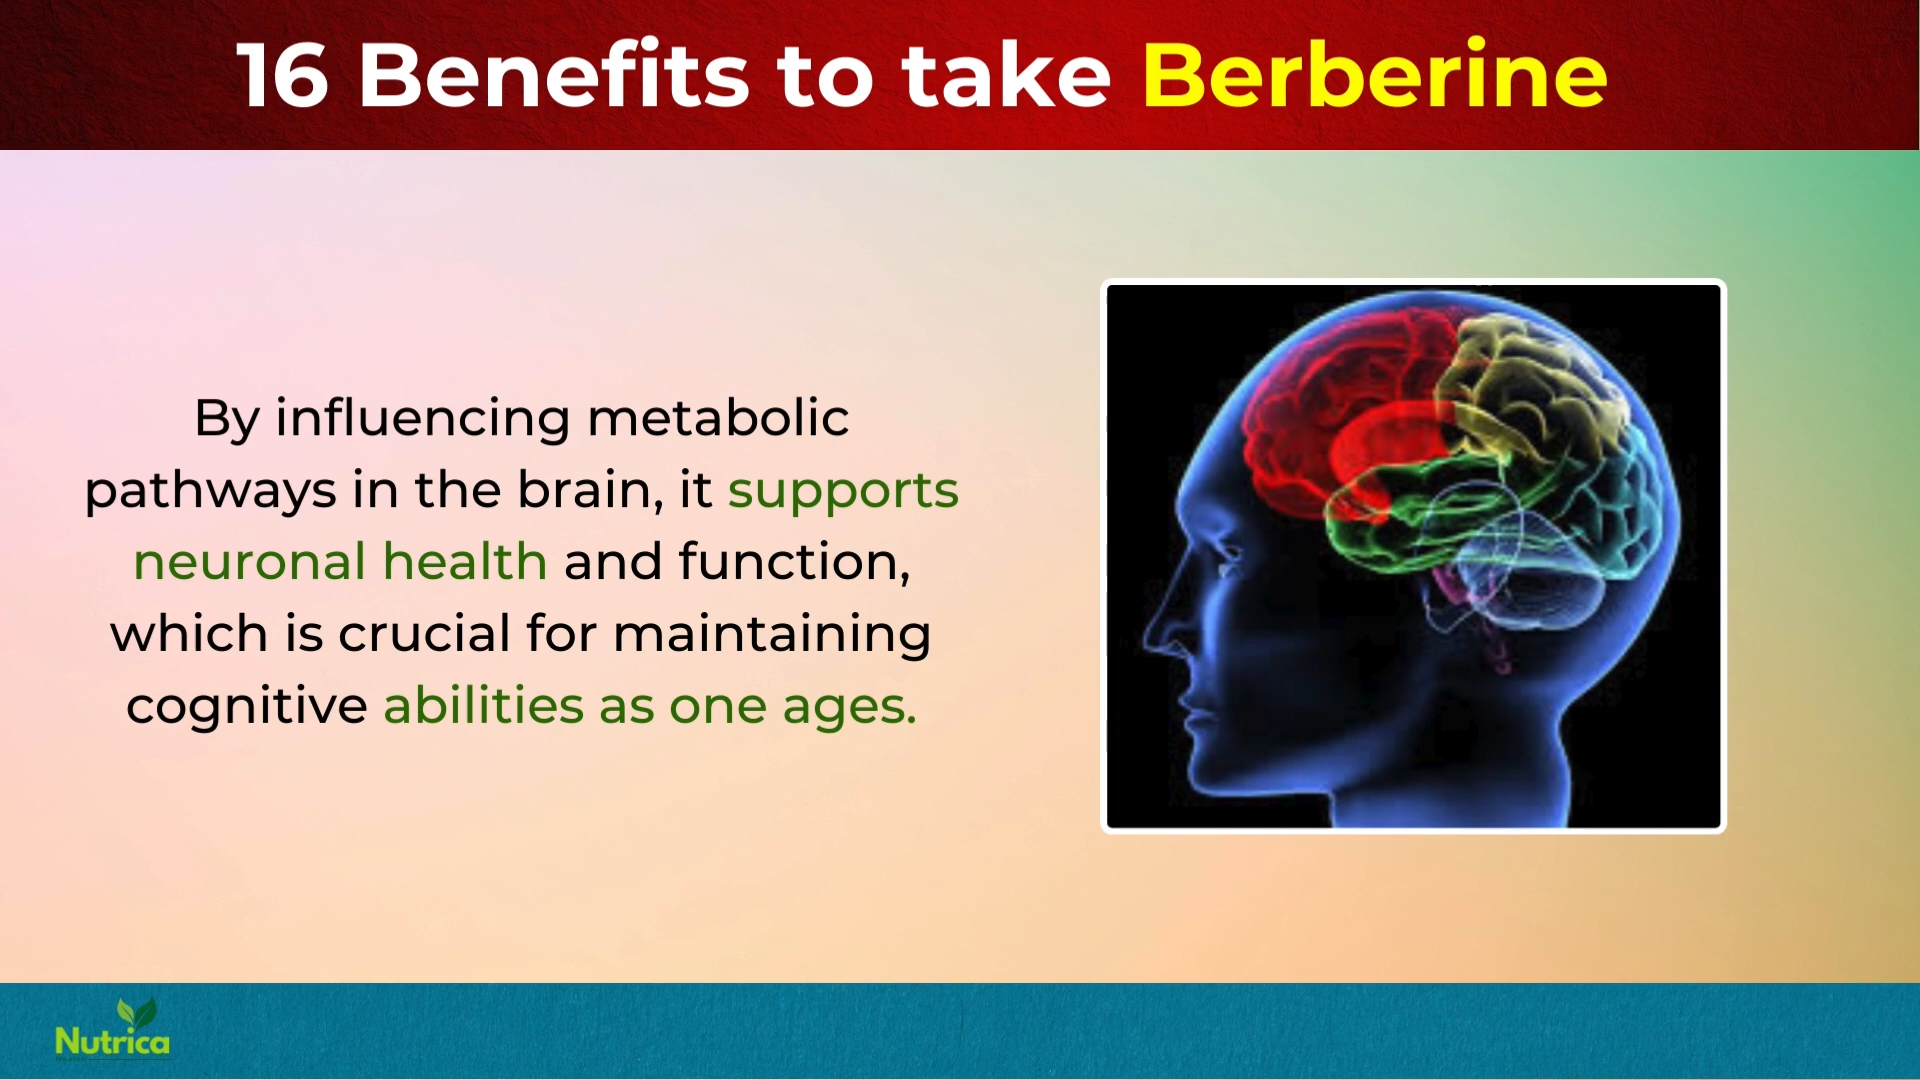 16 Benefits to take Berberine
By influencing metabolic
pathways in the brain, it supports
neuronal health and function,
which is crucial for maintaining
cognitive abilities as one ages.
Nutrica